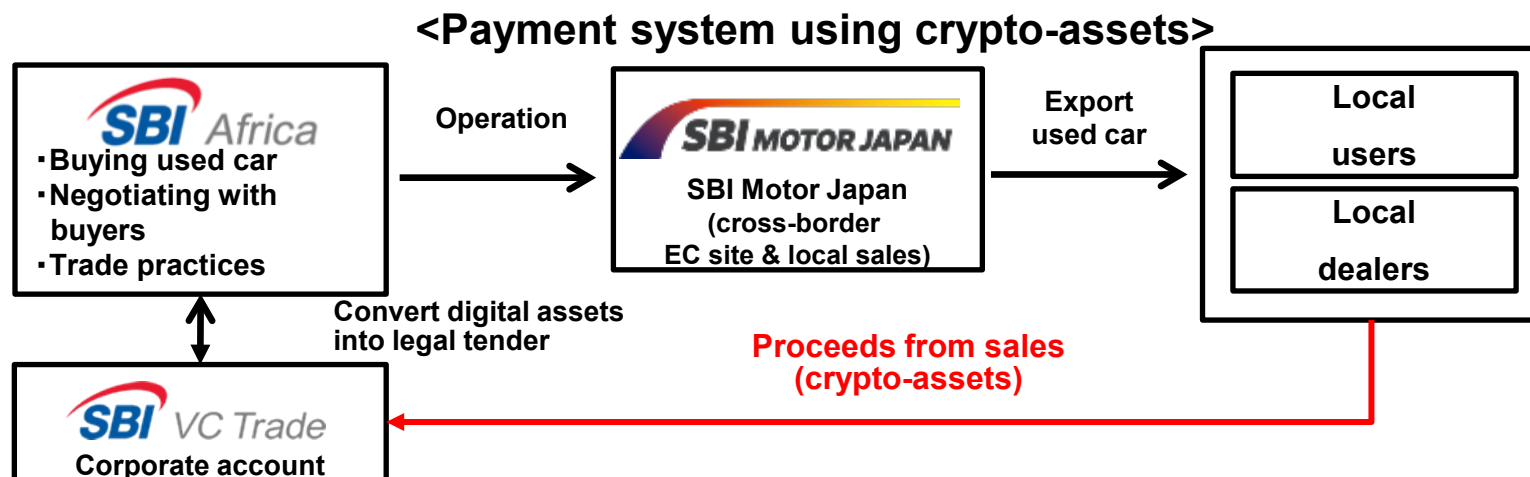 <Payment system using crypto-assets>
SBI Africa
・Buying used car
・Negotiating with
buyers
・Trade practices
Operation
SBI MOTOR JAPAN
SBI Motor Japan
(cross-border
EC site & local sales)
Export
used car
Local
users
Local
dealers
Convert digital assets
into legal tender
Proceeds from sales
(crypto-assets)
SBI VC Trade
Corporate account